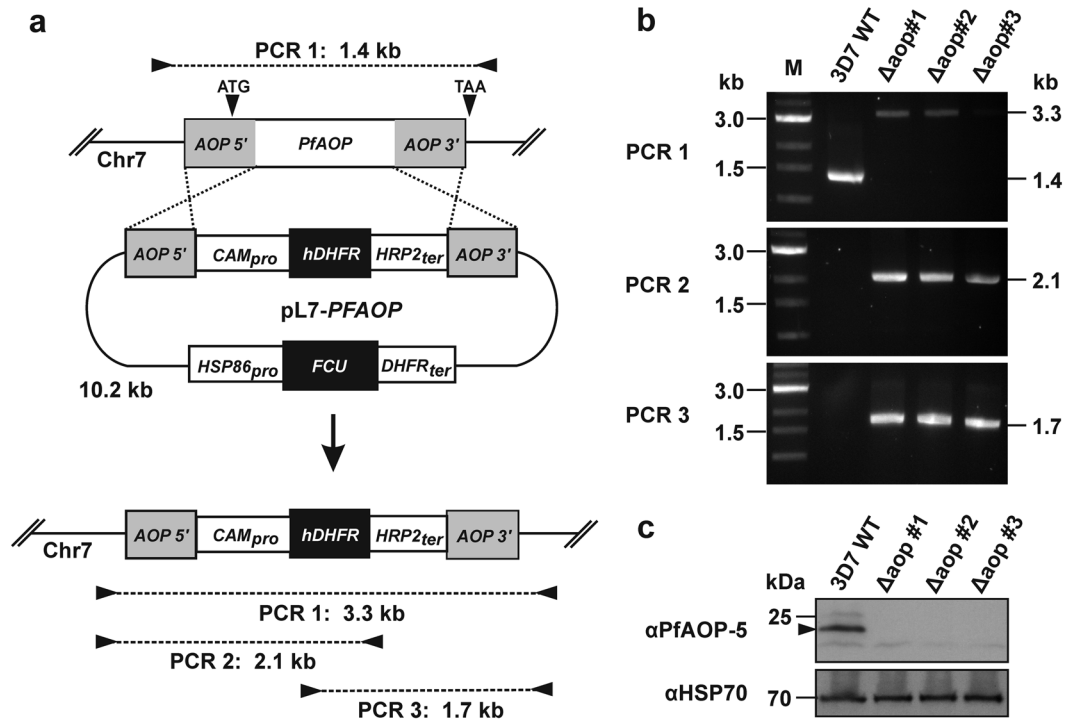 a
PCR 1: 1.4 kb
ATG
TAA
AOP 5'
PfAOP
AOP 3'
Chr7
AOP 5'
CAMpro
hDHFR
HRP2ter
AOP 3'
pL7-PFAOP
HSP86pro
FCU
DHFRter
10.2 kb
AOP 5'
CAMpro
hDHFR
HRP2ter
AOP 3'
Chr7
PCR 1: 3.3 kb
PCR 2: 2.1 kb
PCR 3: 1.7 kb
b
3D7 WT
Δaop#1
Δaop#2
Δaop#3
kb
M
kb
PCR 1
3.0
1.5
3.3
1.4
PCR 2
3.0
1.5
2.1
PCR 3
3.0
1.5
1.7
c
3D7 WT
Δaop #1
Δaop #2
Δaop #3
kDa
25
αPfAOP-5
αHSP70
70